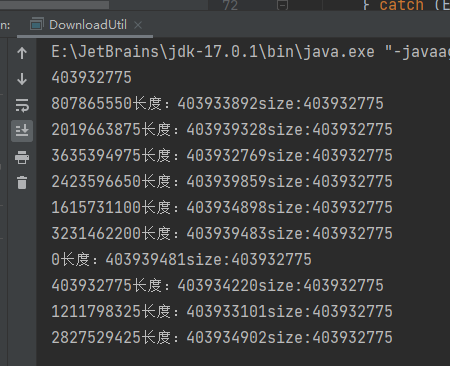 72
} catch (E
n:
DownloadUtil
E:\JetBrains\jdk-17.0.1\bin\java.exe "-javaag
403932775
807865550长度：403933892size:403932775
2019663875长度：403939328size:403932775
3635394975长度：403932769size:403932775
2423596650长度：403939859size:403932775
1615731100长度：403934898size:403932775
3231462200长度：403939483size:403932775
0长度：403939481size:403932775
403932775长度：403934220size:403932775
1211798325长度：403933101size:403932775
2827529425长度：403934902size:403932775